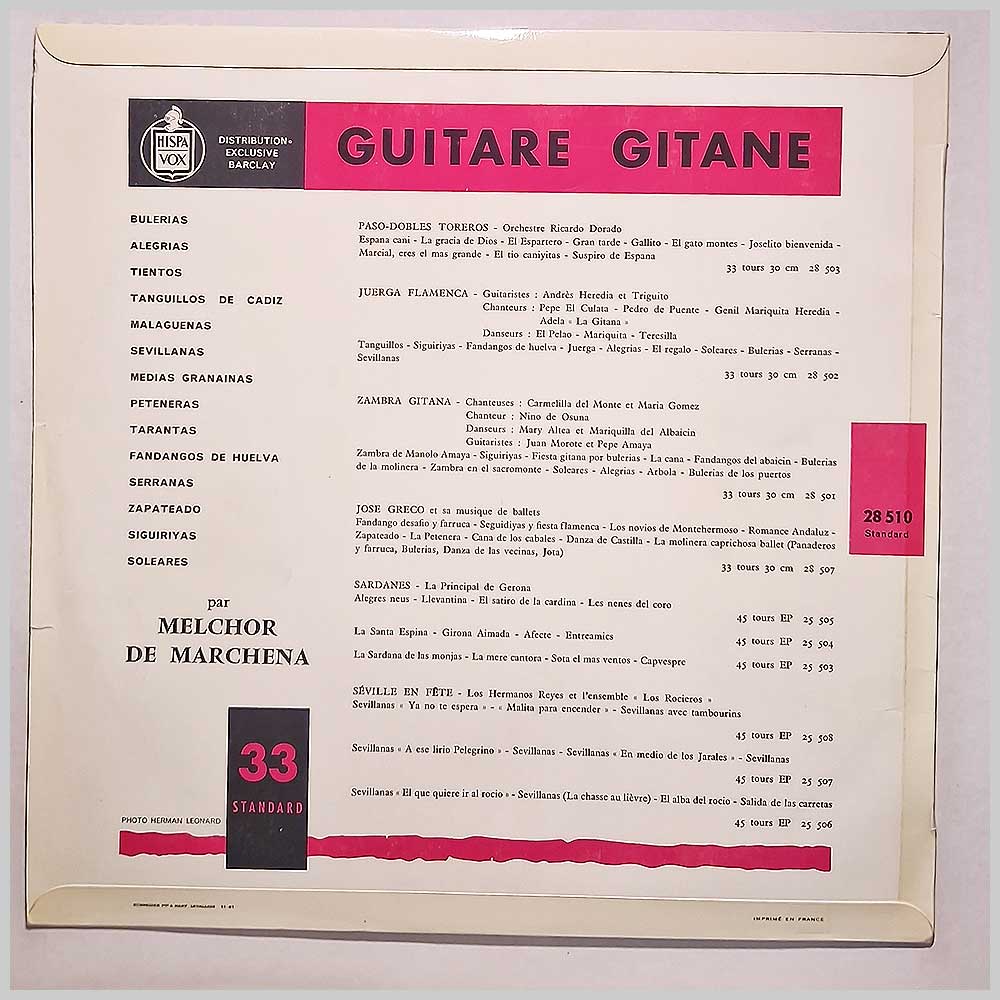 HISPA
VOX
DISTRIBUTION
EXCLUSIVE
BARCLAY
GUITARE GITANE
BULERIAS
ALEGRIAS
TIENTOS
TANGUILLOS DE CADIZ
MALAGUENAS
SEVILLANAS
MEDIAS GRANAINAS
PETENERAS
TARANTAS
FANDANGOS DE HUELVA
SERRANAS
ZAPATEADO
SIGUIRIYAS
SOLEARES
par
MELCHOR
DE MARCHENA
33
STANDARD
PHOTO HERMAN LEONARD
PASO-DOBLES TOREROS - Orchestre Ricardo Dorado
Espana cani - La gracia de Dios - El Espartero - Gran tarde - Gallito - El gato montes - Joselito bienvenida -
Marcial, eres el mas grande - El tio caniyitas - Suspiro de Espana
33 tours 30 cm 28 503
JUERGA FLAMENCA - Guitaristes : Andrès Heredia et Triguito
Chanteurs : Pepe El Culata - Pedro de Puente - Genil Mariquita Heredia -
Adela « La Gitana »
Danseurs : El Pelao - Mariquita - Teresilla
Tanguillos - Siguiriyas - Fandangos de huelva - Juerga - Alegrias - El regalo - Soleares - Bulerias - Serranas -
Sevillanas
33 tours 30 cm 28 502
ZAMBRA GITANA - Chanteuses : Carmelilla del Monte et Maria Gomez
Chanteur : Nino de Osuna
Danseurs : Mary Altea et Mariquilla del Albaicin
Guitaristes : Juan Morote et Pepe Amaya
Zambra de Manolo Amaya - Siguiriyas - Fiesta gitana por bulerias - La cana - Fandangos del abaicin - Bulerias
de la molinera - Zambra en el sacromonte - Soleares - Alegrias - Arbola - Bulerias de los puertos
33 tours 30 cm 28 501
JOSE GRECO et sa musique de ballets
Fandango desafio y farruca - Seguidiyas y fiesta flamenca - Los novios de Montehermoso - Romance Andaluz -
Zapateado - La Petenera - Cana de los cabales - Danza de Castilla - La molinera caprichosa ballet (Panaderos
y farruca, Bulerias, Danza de las vecinas, Jota)
33 tours 30 cm 28 507
SARDANES - La Principal de Gerona
Alegres neus - Llevantina - El satiro de la cardina - Les nenes del coro
45 tours EP 25 505
La Santa Espina - Girona Aimada - Afecte - Entreamics
45 tours EP 25 504
La Sardana de las monjas - La mere cantora - Sota el mas ventos - Capvespre
45 tours EP 25 503
SÉVILLE EN FÊTE - Los Hermanos Reyes et l'ensemble « Los Rocieros »
Sevillanas « Ya no te espera » - « Malita para encender » - Sevillanas avec tambourins
45 tours EP 25 508
Sevillanas « A ese lirio Pelegrino » - Sevillanas - Sevillanas « En medio de los Jarales » - Sevillanas
45 tours EP 25 507
Sevillanas « El que quiere ir al rocio » - Sevillanas (La chasse au lièvre) - El alba del rocio - Salida de las carretas
45 tours EP 25 506
28 510
Standard
IMPRIMÉ EN FRANCE